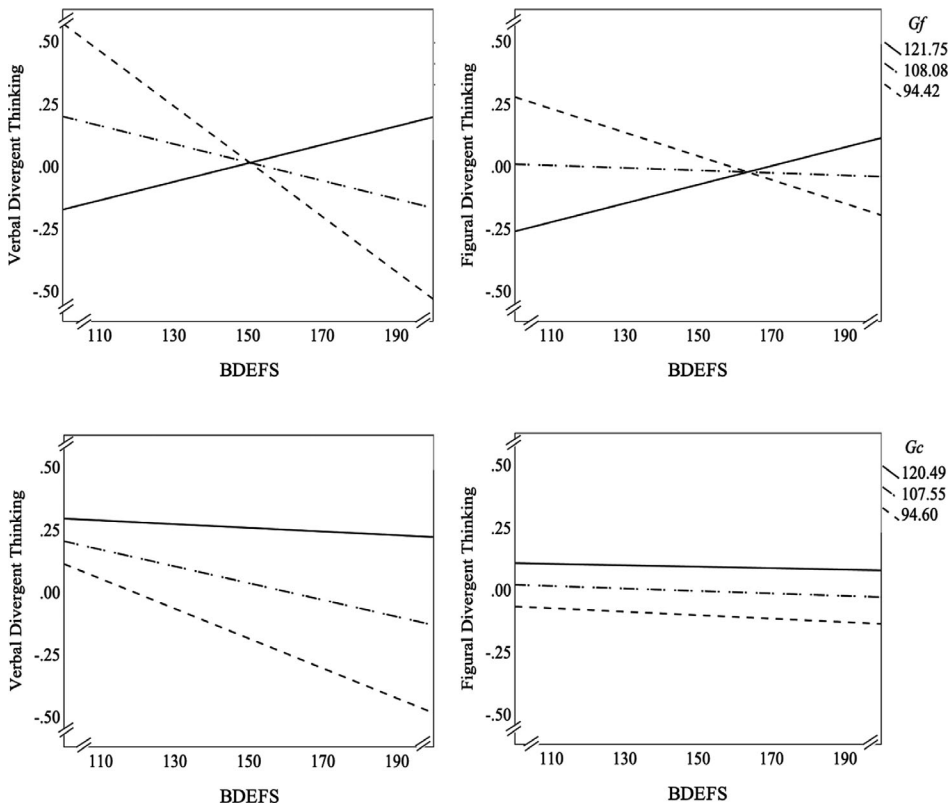 Verbal Divergent Thinking
.50
.25
.00
-.25
-.50
110 130 150 170 190
BDEFS
Figural Divergent Thinking
.50
.25
.00
-.25
-.50
110 130 150 170 190
BDEFS
Gf
121.75
108.08
94.42
Verbal Divergent Thinking
.50
.25
.00
-.25
-.50
110 130 150 170 190
BDEFS
Figural Divergent Thinking
.50
.25
.00
-.25
-.50
110 130 150 170 190
BDEFS
Gc
120.49
107.55
94.60